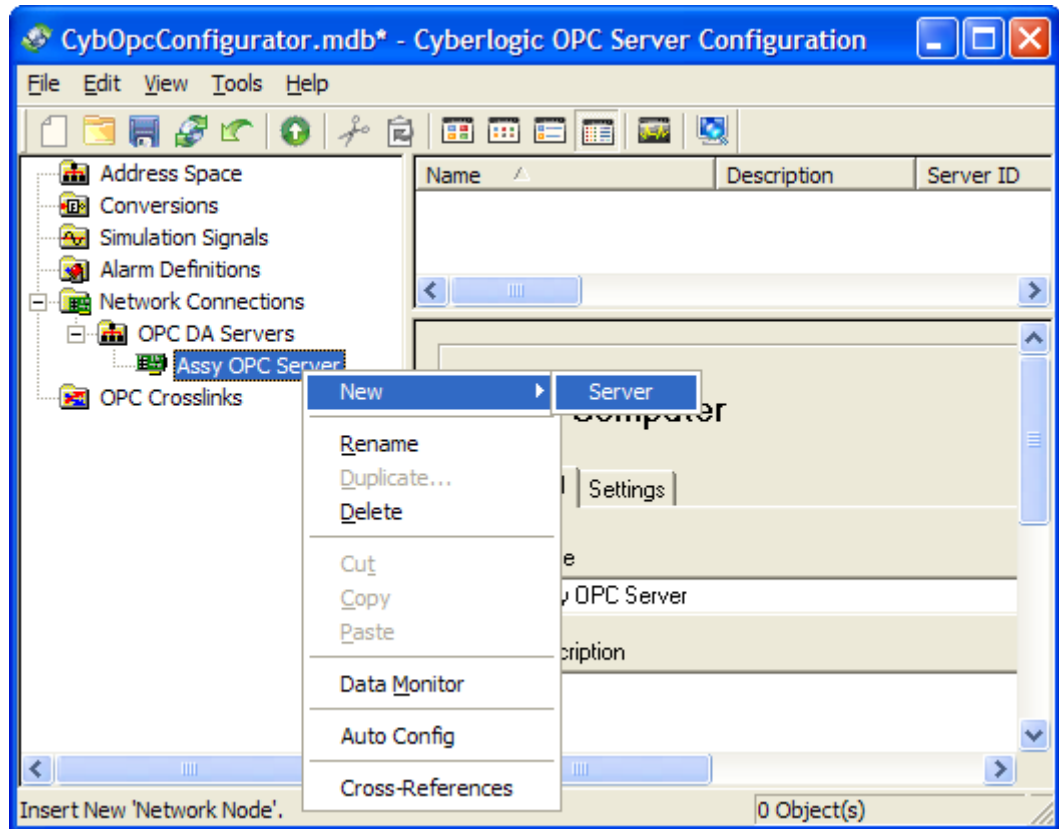 CybOpcConfigurator.mdb* - Cyberlogic OPC Server Configuration
File Edit View Tools Help
Address Space
Conversions
Simulation Signals
Alarm Definitions
Network Connections
OPC DA Servers
Assy OPC Server
OPC Crosslinks
Name Description Server ID
New
Server
Rename
Duplicate...
Delete
Cut
Copy
Paste
Data Monitor
Auto Config
Cross-References
Computer
Settings
OPC Server
Insert New 'Network Node'.
0 Object(s)